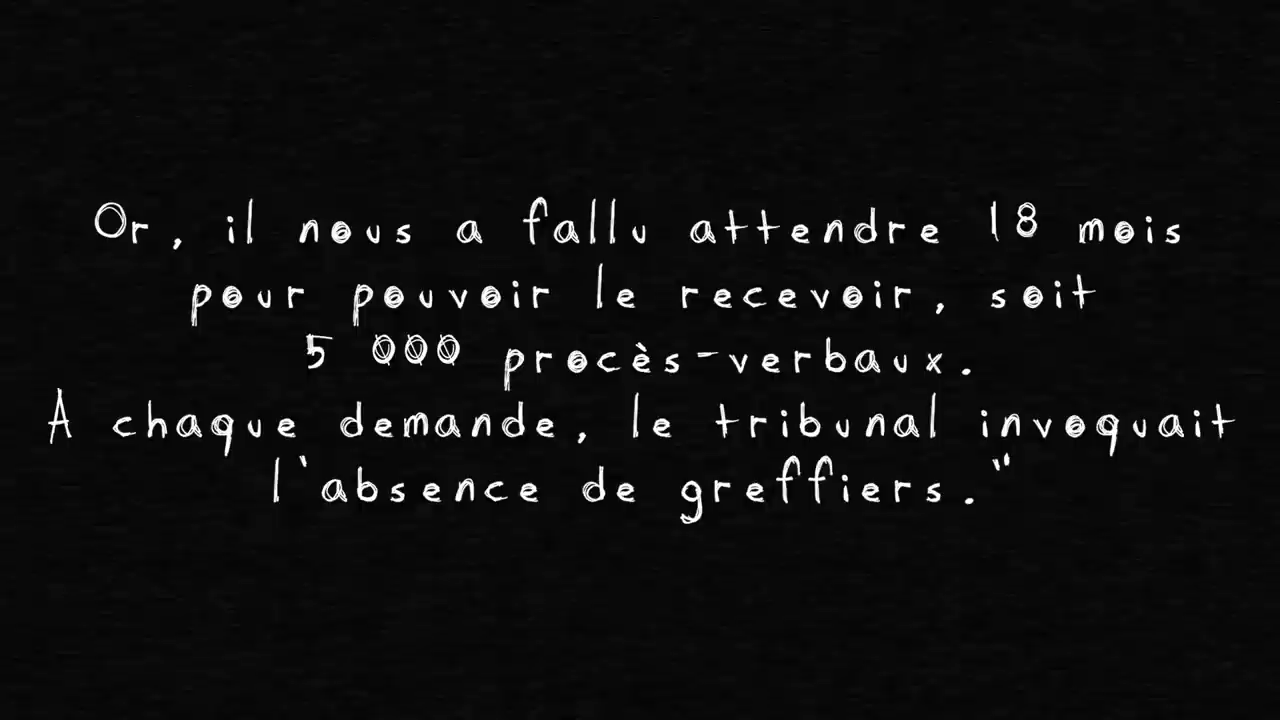 Or, il nous a fallu attendre 18 mois
pour pouvoir le recevoir, soit
5 000 procès-verbaux.
A chaque demande, le tribunal invoquait
l'absence de greffiers."